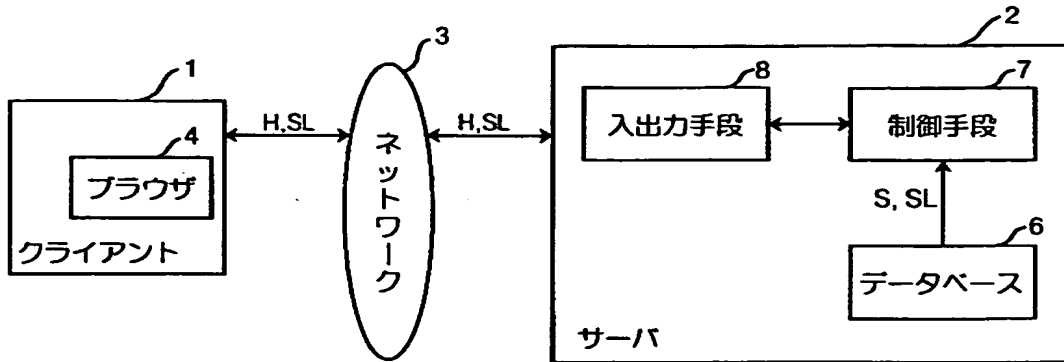 1
4
ブラウザ
クライアント
H,SL
3
ネットワーク
H,SL
2
8
入出力手段
7
制御手段
S, SL
6
データベース
サーバ